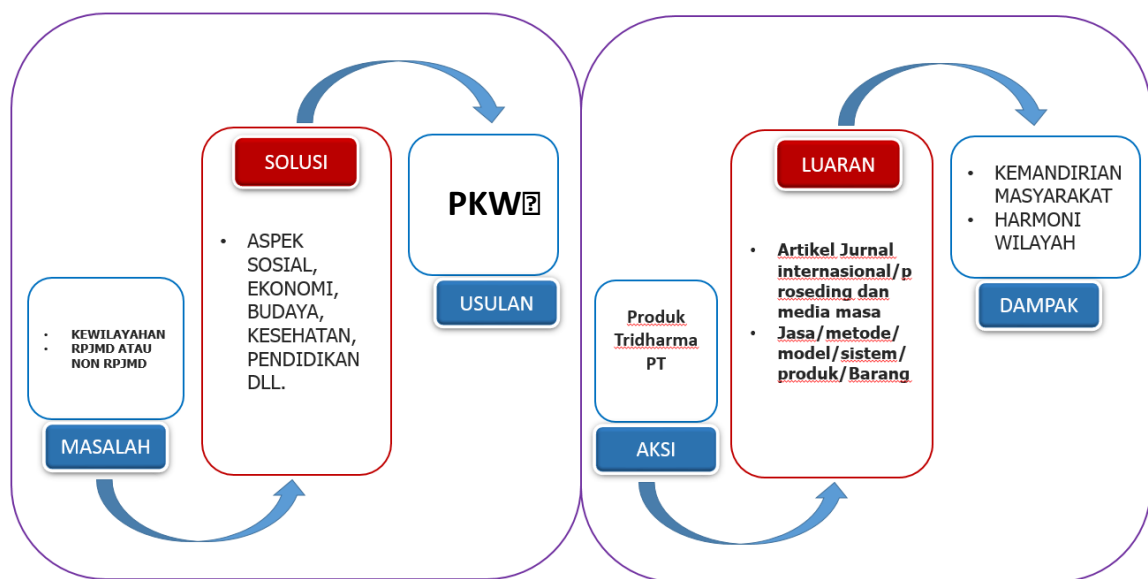 • KEWILAYAHAN
• RPJMD ATAU
NON RPJMD
MASALAH
SOLUSI
• ASPEK
SOSIAL,
EKONOMI,
BUDAYA,
KESEHATAN,
PENDIDIKAN
DLL.
PKW⍰
USULAN
Produk
Tridharma
PT
AKSI
LUARAN
• Artikel Jurnal
internasional/p
roseding dan
media masa
• Jasa/metode/
model/sistem/
produk/Barang
• KEMANDIRIAN
MASYARAKAT
• HARMONI
WILAYAH
DAMPAK